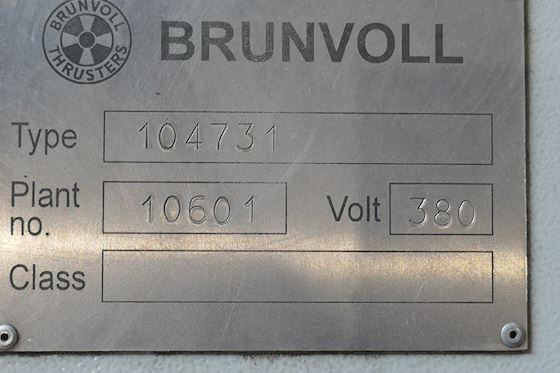 BRUNVOLL THRUSTERS
BRUNVOLL
Type 104731
Plant no. 10601 Volt 380
Class